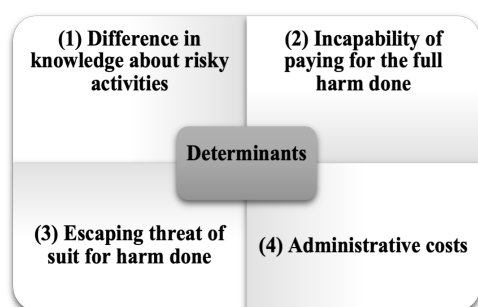 (1) Difference in
knowledge about risky
activities
(2) Incapability of
paying for the full
harm done
Determinants
(3) Escaping threat of
suit for harm done
(4) Administrative costs